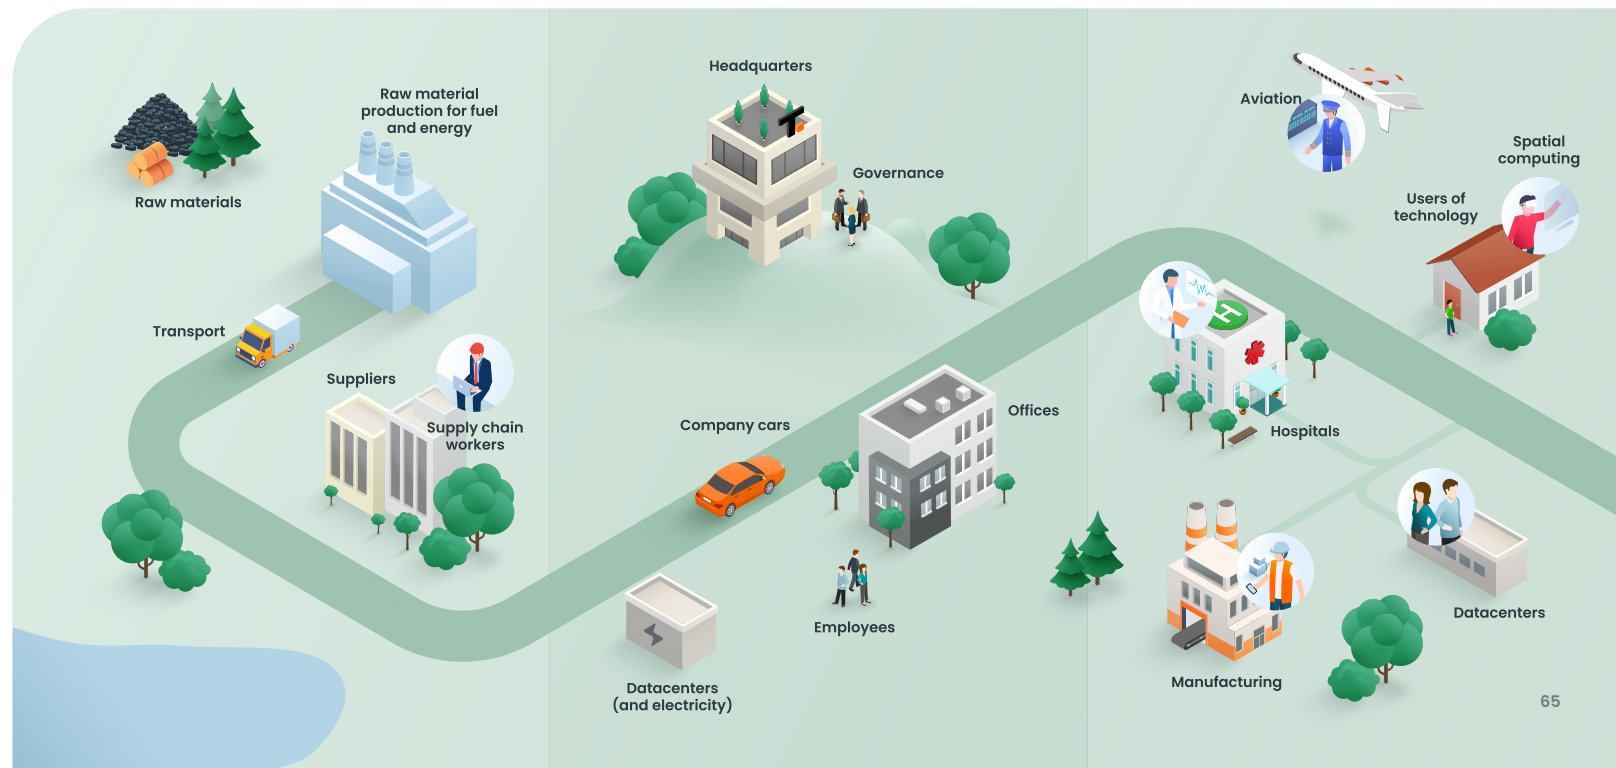 Raw materials
Raw material
production for fuel
and energy
Transport
Suppliers
Supply chain
workers
Headquarters
Governance
Company cars
Offices
Employees
Datacenters
(and electricity)
Aviation
Spatial
computing
Users of
technology
H
Hospitals
Manufacturing
Datacenters
65